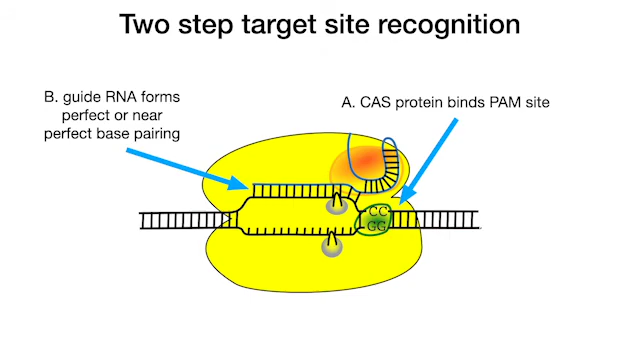 Two step target site recognition
B. guide RNA forms
perfect or near
perfect base pairing
A. CAS protein binds PAM site
CC
GG